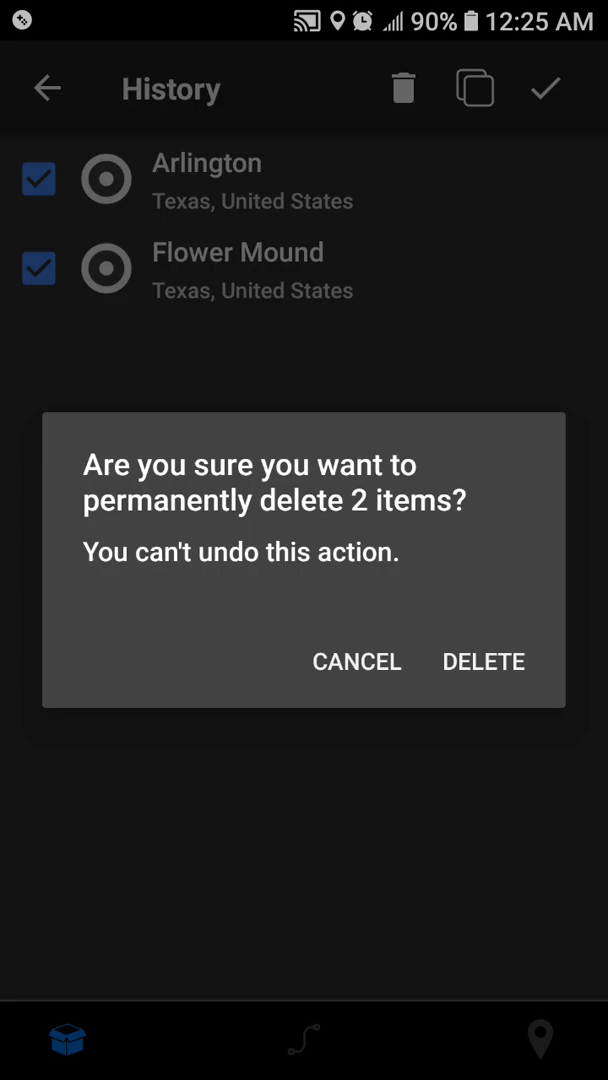 90% 12:25 AM
History
Arlington
Texas, United States
Flower Mound
Texas, United States
Are you sure you want to
permanently delete 2 items?
You can't undo this action.
CANCEL DELETE